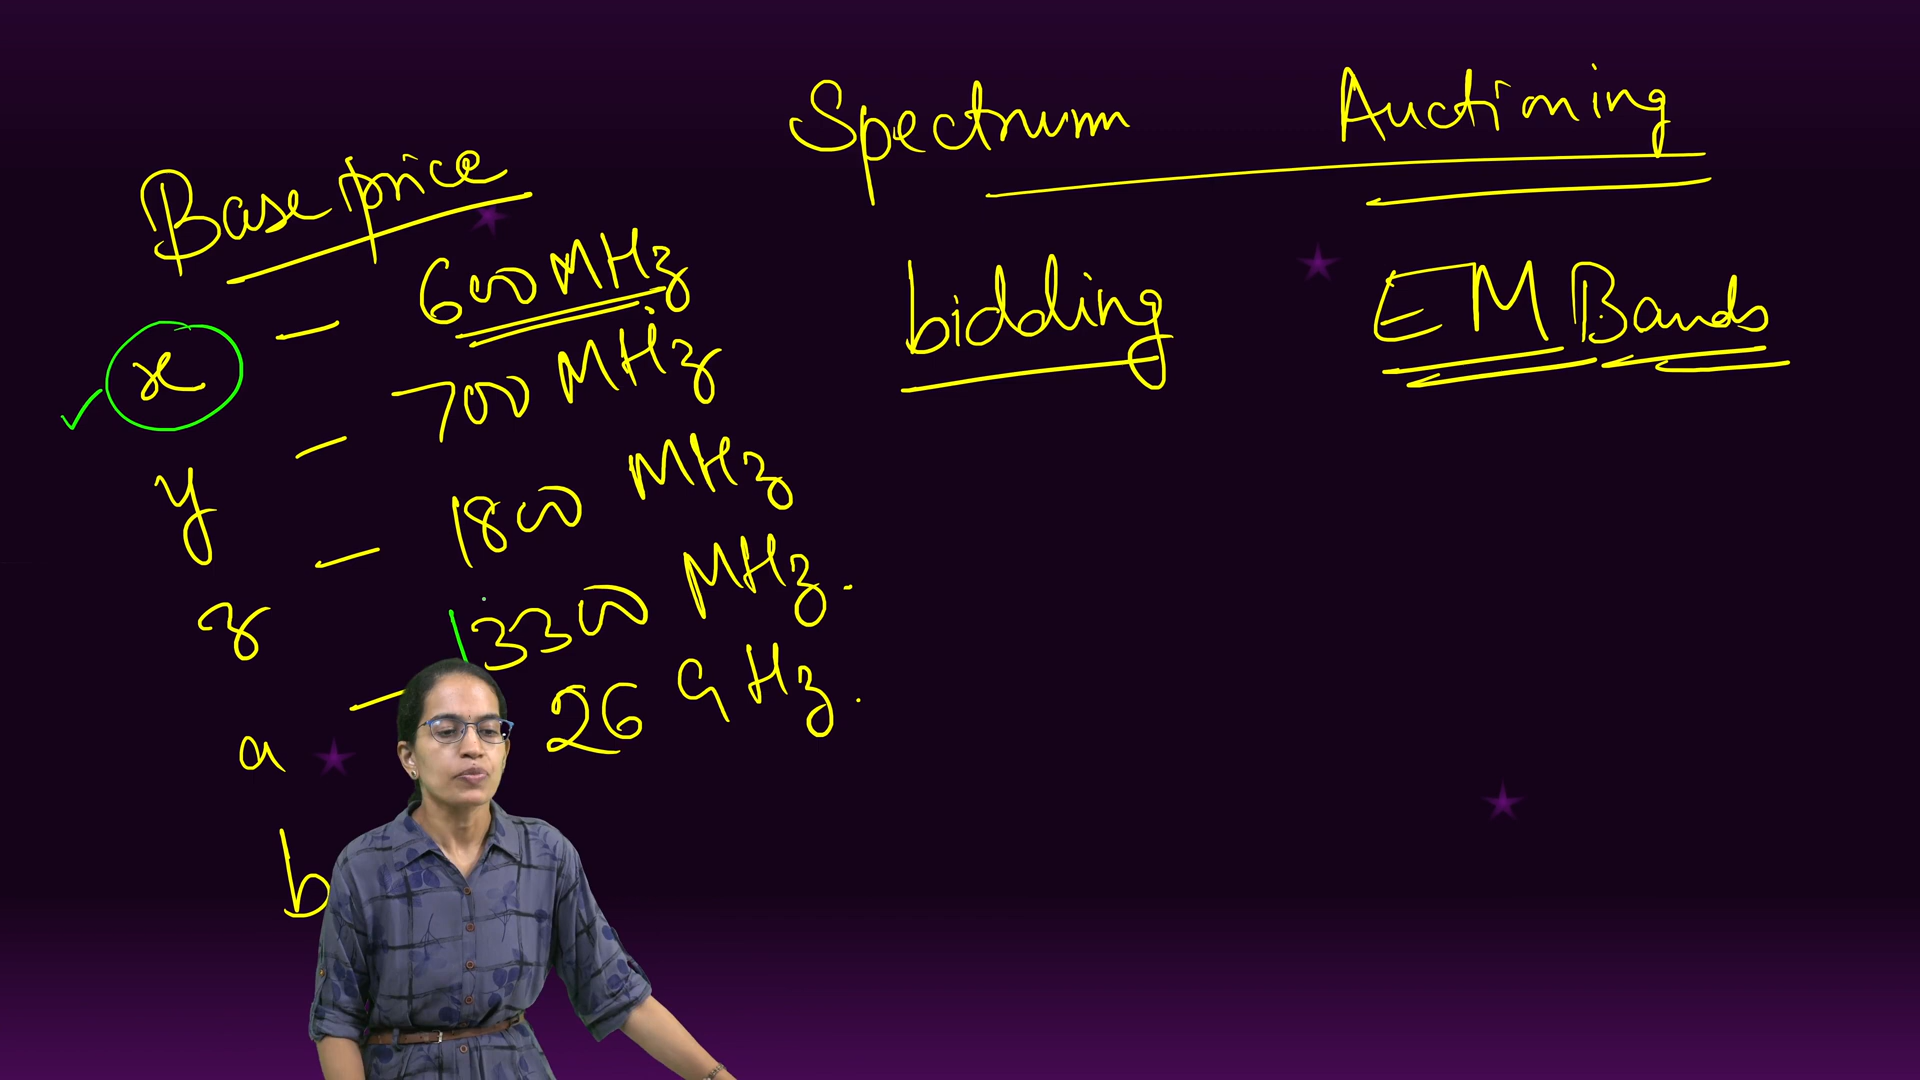 Spectrum Auctioning
Base price
bidding EM Bands
x - 600 MHz
y - 700 MHz
z - 1800 MHz
a - 3300 MHz.
b 26 GHz.